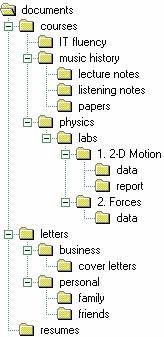 documents
courses
IT fluency
music history
lecture notes
listening notes
papers
physics
labs
1. 2-D Motion
data
report
2. Forces
data
letters
business
cover letters
personal
family
friends
resumes